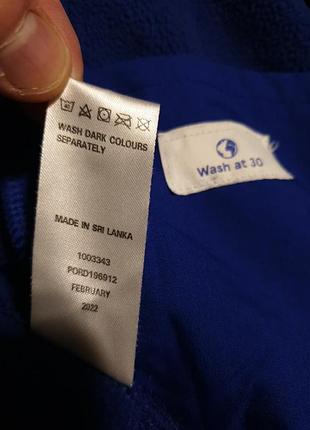 WASH DARK COLOURS
SEPARATELY
MADE IN SRI LANKA
1003343
PORD196912
FEBRUARY
2022
Wash at 30